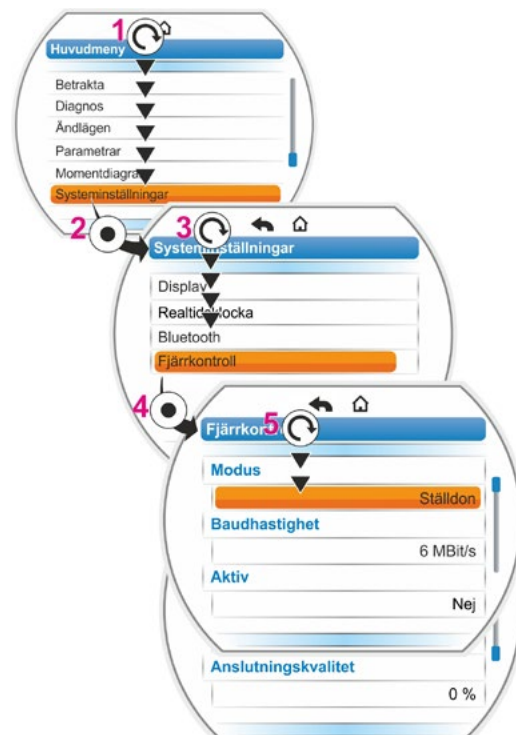 1
Huvudmeny
Betrakta
Diagnos
Ändlägen
Parametrar
Momentdiagram
Systeminställningar
2
3
Systeminställningar
Display
Realtidsklocka
Bluetooth
Fjärrkontroll
4
5
Fjärrkontroll
Modus
Ställdon
Baudhastighet
6 MBit/s
Aktiv
Nej
Anslutningskvalitet
0 %